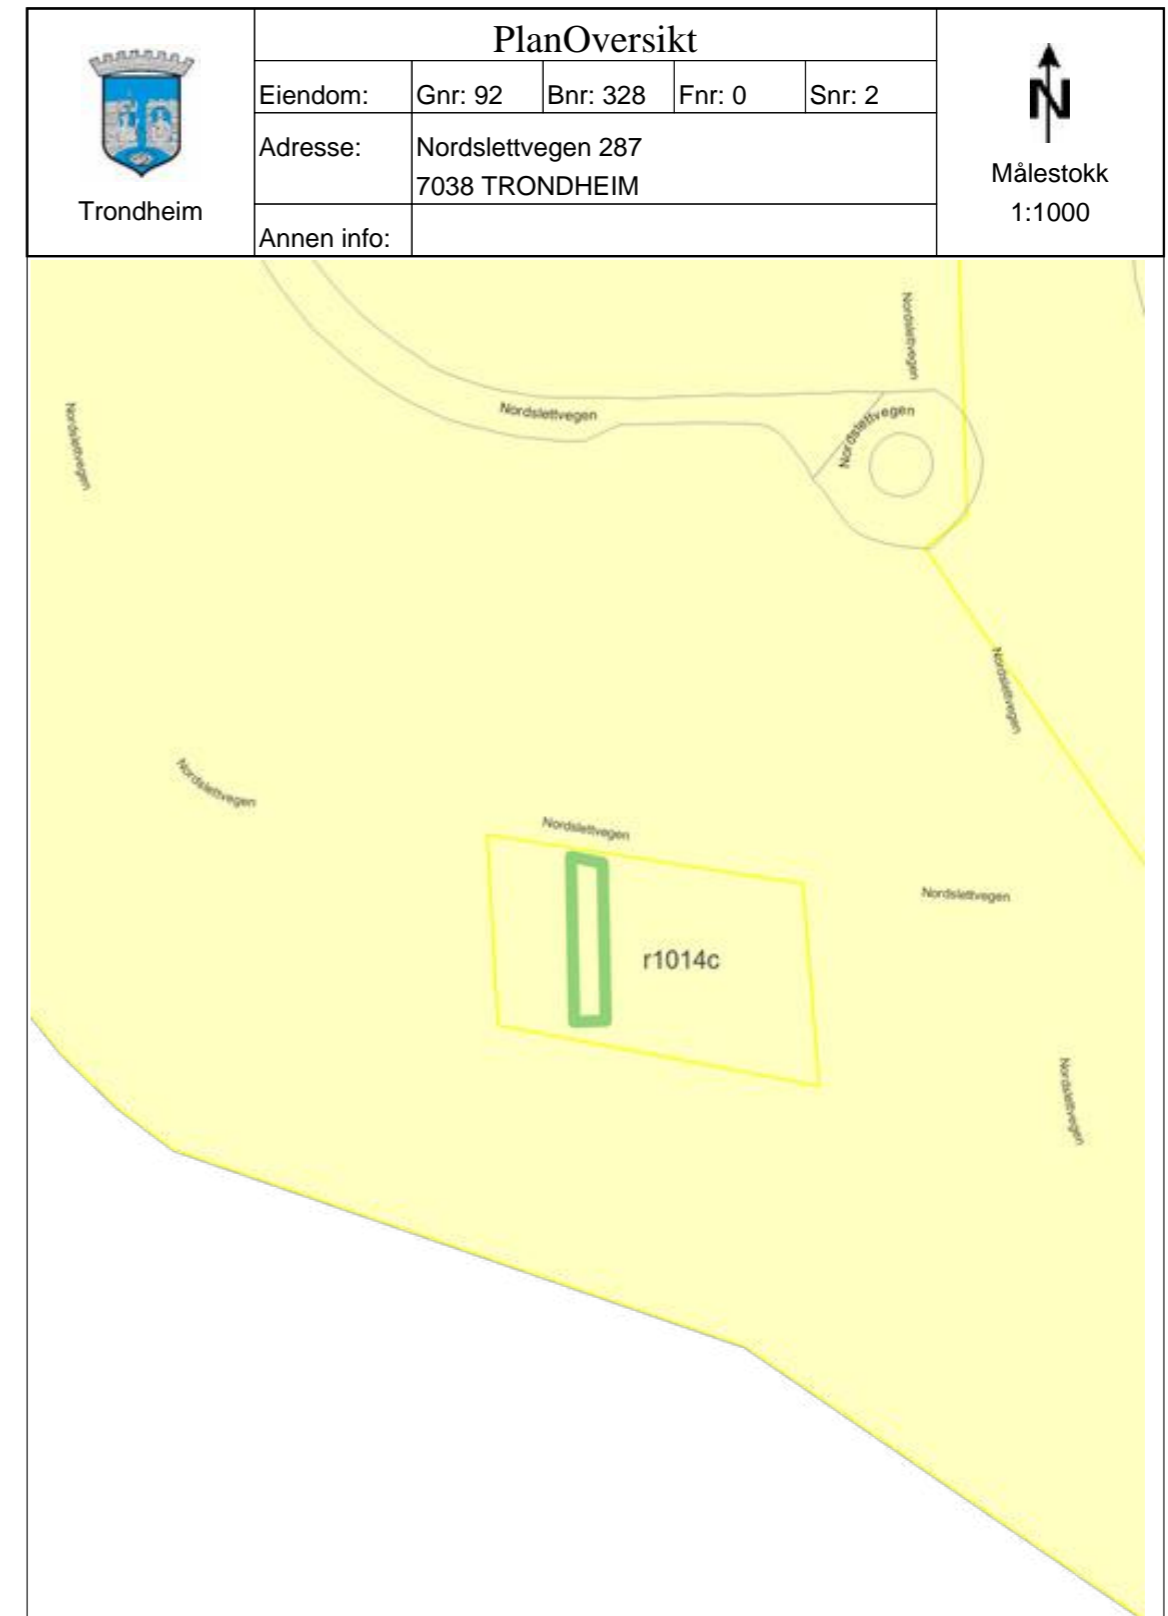 PlanOversikt
Eiendom: Gnr: 92 Bnr: 328 Fnr: 0 Snr: 2
Adresse: Nordslettvegen 287
7038 TRONDHEIM
Annen info:
Trondheim
N
Målestokk
1:1000
Nordslettvegen
Nordslettvegen
Nordslettvegen
Nordslettvegen
Nordslettvegen
Nordslettvegen
Nordslettvegen
Nordslettvegen
r1014c
Nordslettvegen